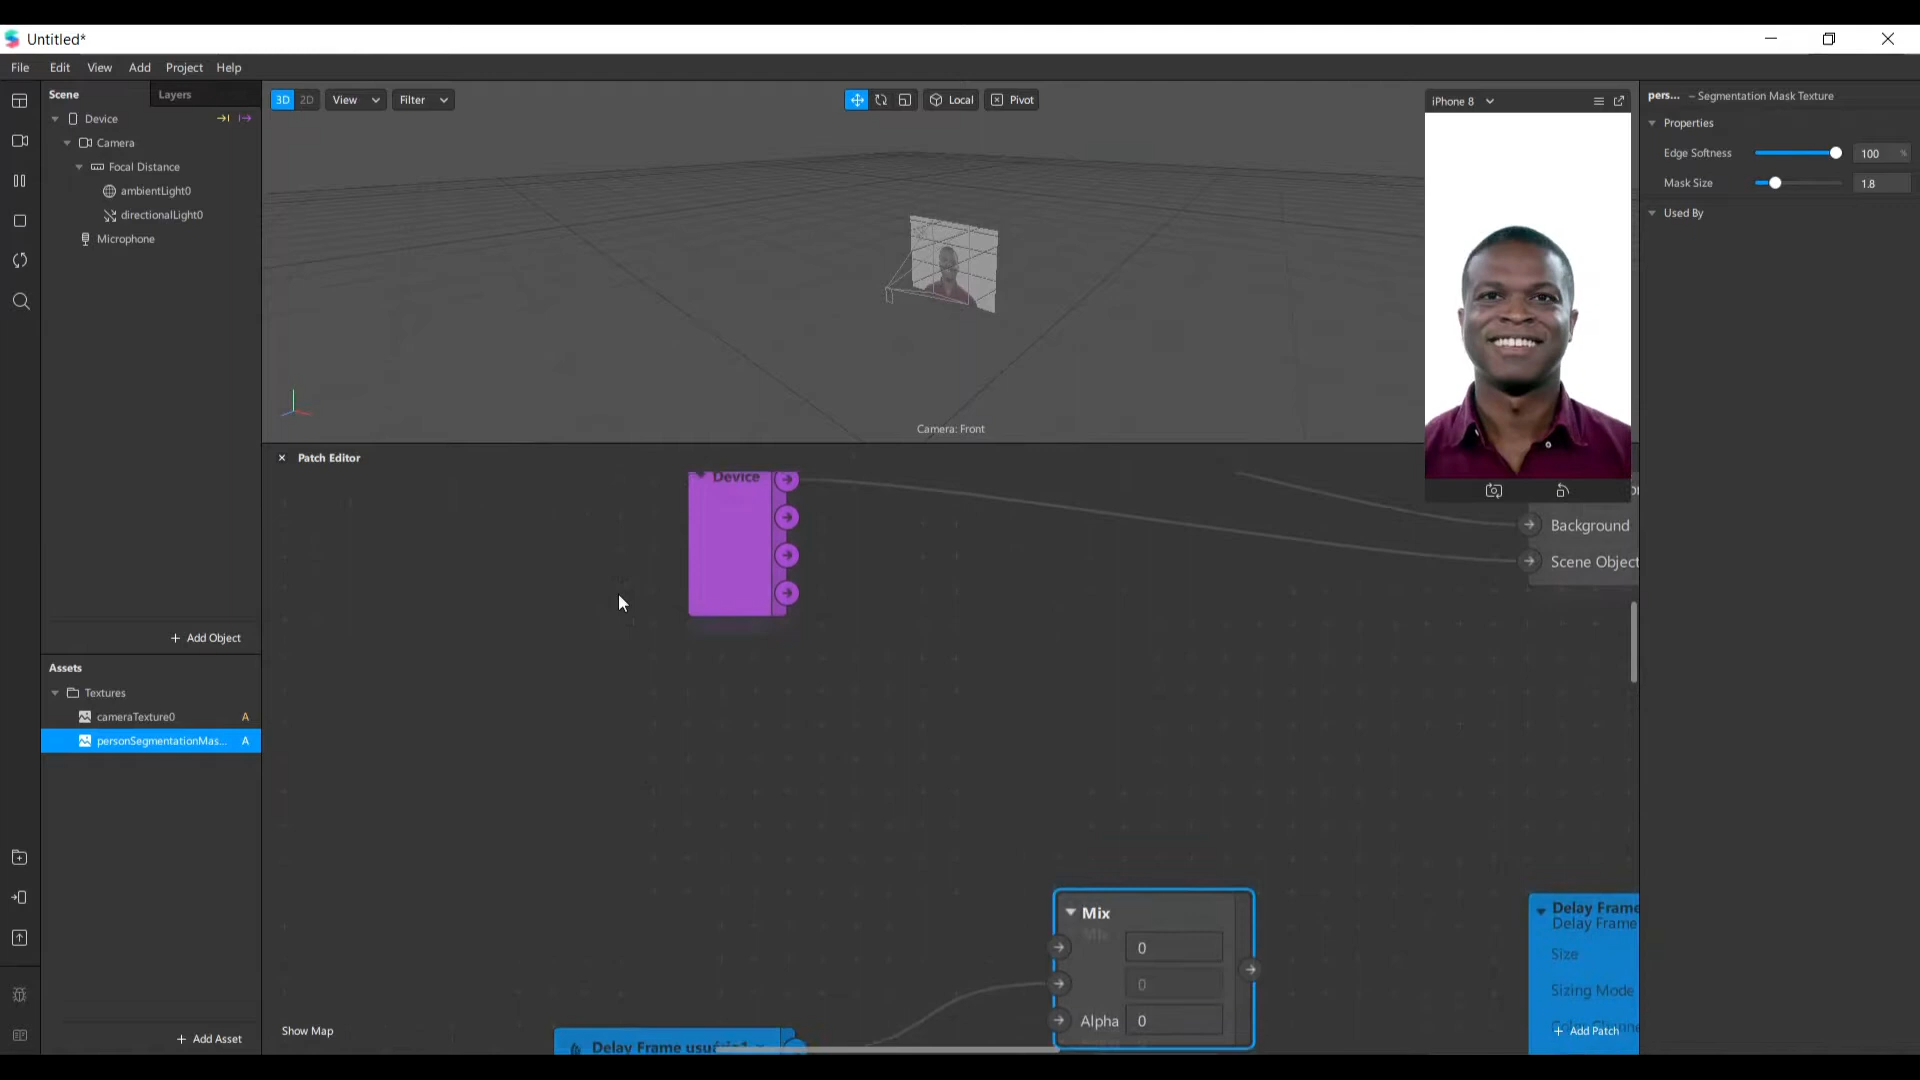 Untitled*
File Edit View Add Project Help
Scene Layers
Device
Camera
Focal Distance
ambientLight0
directionalLight0
Microphone
+ Add Object
Assets
Textures
cameraTexture0 A
personSegmentationMas... A
+ Add Asset
3D 2D View Filter
Local Pivot
Camera: Front
iPhone 8
pers... – Segmentation Mask Texture
Properties
Edge Softness 100 %
Mask Size 1.8
Used By
Patch Editor
Device
Background
Scene Object
Mix
0
0
Alpha 0
Delay Frame
Delay Frame
Size
Sizing Mode
+ Add Patch
Delay Frame usuário1
Show Map